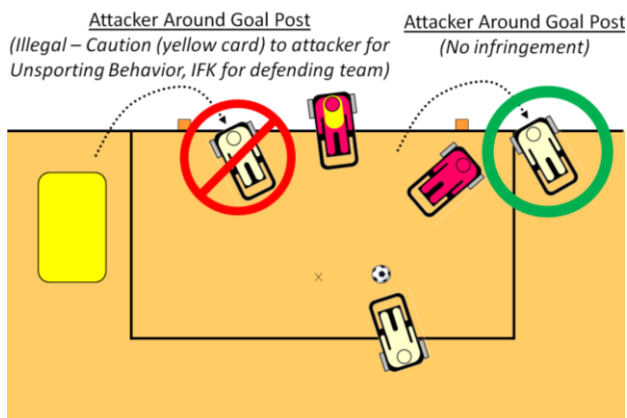 Attacker Around Goal Post
(Illegal – Caution (yellow card) to attacker for
Unsporting Behavior, IFK for defending team)
Attacker Around Goal Post
(No infringement)